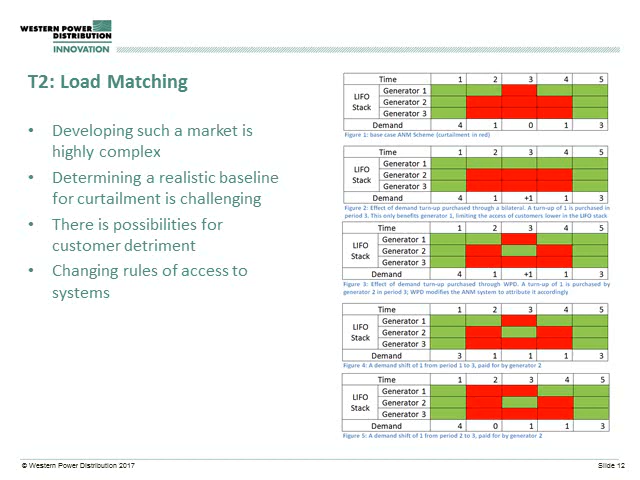 WESTERN POWER
DISTRIBUTION
INNOVATION
T2: Load Matching
• Developing such a market is
highly complex
• Determining a realistic baseline
for curtailment is challenging
• There is possibilities for
customer detriment
• Changing rules of access to
systems
Time 1 2 3 4 5
LIFO Stack
Generator 1
Generator 2
Generator 3
Demand 4 1 0 1 3
Figure 1: base case ANM Scheme (curtailment in red)
Time 1 2 3 4 5
LIFO Stack
Generator 1
Generator 2
Generator 3
Demand 4 1 +1 1 3
Figure 2: Effect of demand turn-up purchased through a bilateral. A turn-up of 1 is purchased in
period 3. This only benefits generator 1, limiting the access of customers lower in the LIFO stack
Time 1 2 3 4 5
LIFO Stack
Generator 1
Generator 2
Generator 3
Demand 4 1 +1 1 3
Figure 3: Effect of demand turn-up purchased through WPD. A turn-up of 1 is purchased by
generator 2 in period 3; WPD modifies the ANM system to attribute it accordingly
Time 1 2 3 4 5
LIFO Stack
Generator 1
Generator 2
Generator 3
Demand 3 1 1 1 3
Figure 4: A demand shift of 1 from period 1 to 3, paid for by generator 2
Time 1 2 3 4 5
LIFO Stack
Generator 1
Generator 2
Generator 3
Demand 4 0 1 1 3
Figure 5: A demand shift of 1 from period 2 to 3, paid for by generator 2
© Western Power Distribution 2017
Slide 12